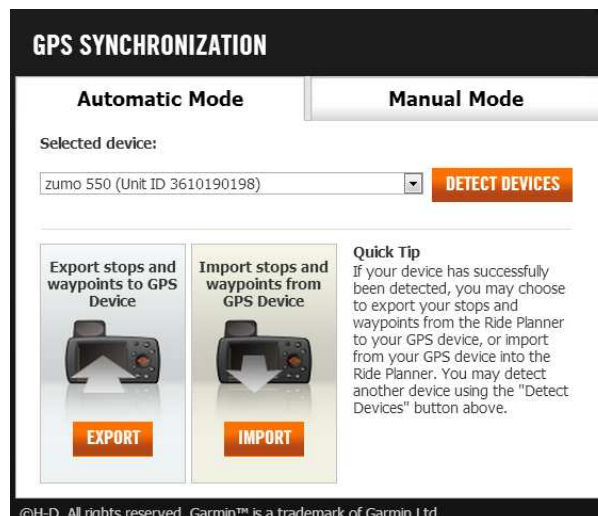 GPS SYNCHRONIZATION
Automatic Mode
Manual Mode
Selected device:
zumo 550 (Unit ID 3610190198)
DETECT DEVICES
Export stops and
waypoints to GPS
Device
EXPORT
Import stops and
waypoints from
GPS Device
IMPORT
Quick Tip
If your device has successfully
been detected, you may choose
to export your stops and
waypoints from the Ride Planner
to your GPS device, or import
from your GPS device into the
Ride Planner. You may detect
another device using the "Detect
Devices" button above.
©H-D. All rights reserved. Garmin™ is a trademark of Garmin Ltd